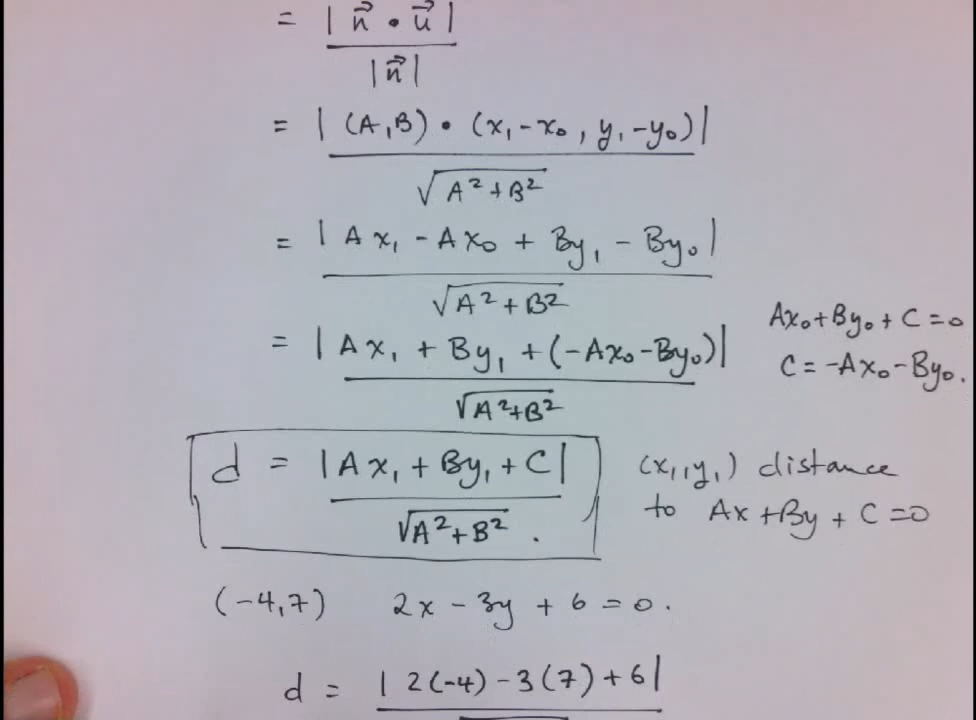 = |n⃗ • u⃗|
|n⃗|
= |(A,B) • (x₁-x₀, y₁-y₀)|
√A²+B²
= |Ax₁ - Ax₀ + By₁ - By₀|
√A²+B²
= |Ax₁ + By₁ + (-Ax₀-By₀)|
√A²+B²
Ax₀+By₀+C=0
C=-Ax₀-By₀.
d = |Ax₁ + By₁ + C|
√A²+B² .
(x₁,y₁) distance
to Ax+By+C=0
(-4,7) 2x-3y+6=0.
d = |2(-4)-3(7)+6|